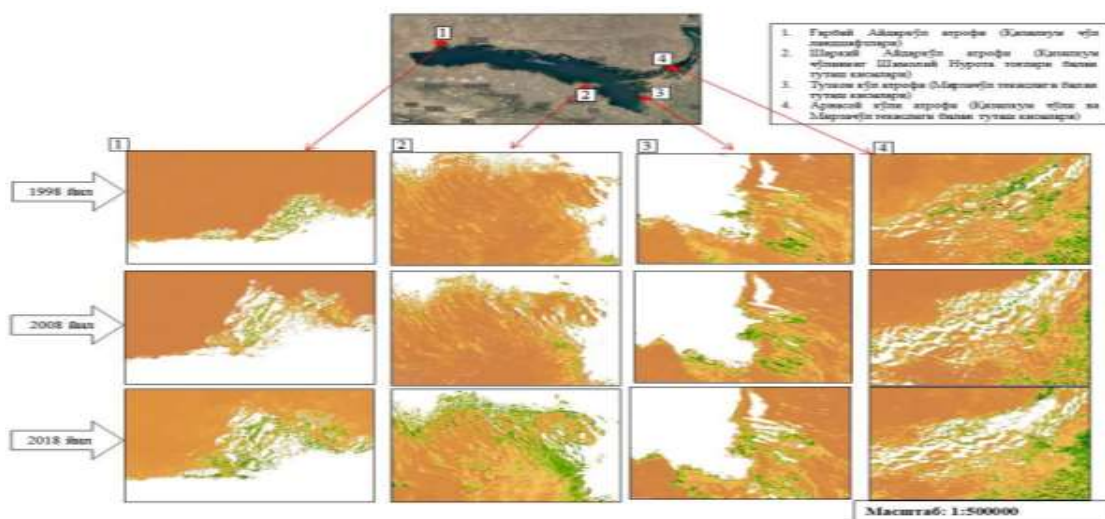 1
2
3
4
1. Ғарбий Айдаркўл атрофи (Қизилқум чўл
ландшафтлари)
2. Шарқий Айдаркўл атрофи (Қизилқум
чўлининг Шимолий Нурота тоғлари билан
туташ қисмлари)
3. Тузкон кўл атрофи (Мирзачўл текислиги билан
туташ қисмлари)
4. Арнасой кўли атрофи (Қизилқум чўли ва
Мирзачўл текислиги билан туташ қисмлари)
1
2
3
4
1998 йил
2008 йил
2018 йил
Масштаб: 1:500000